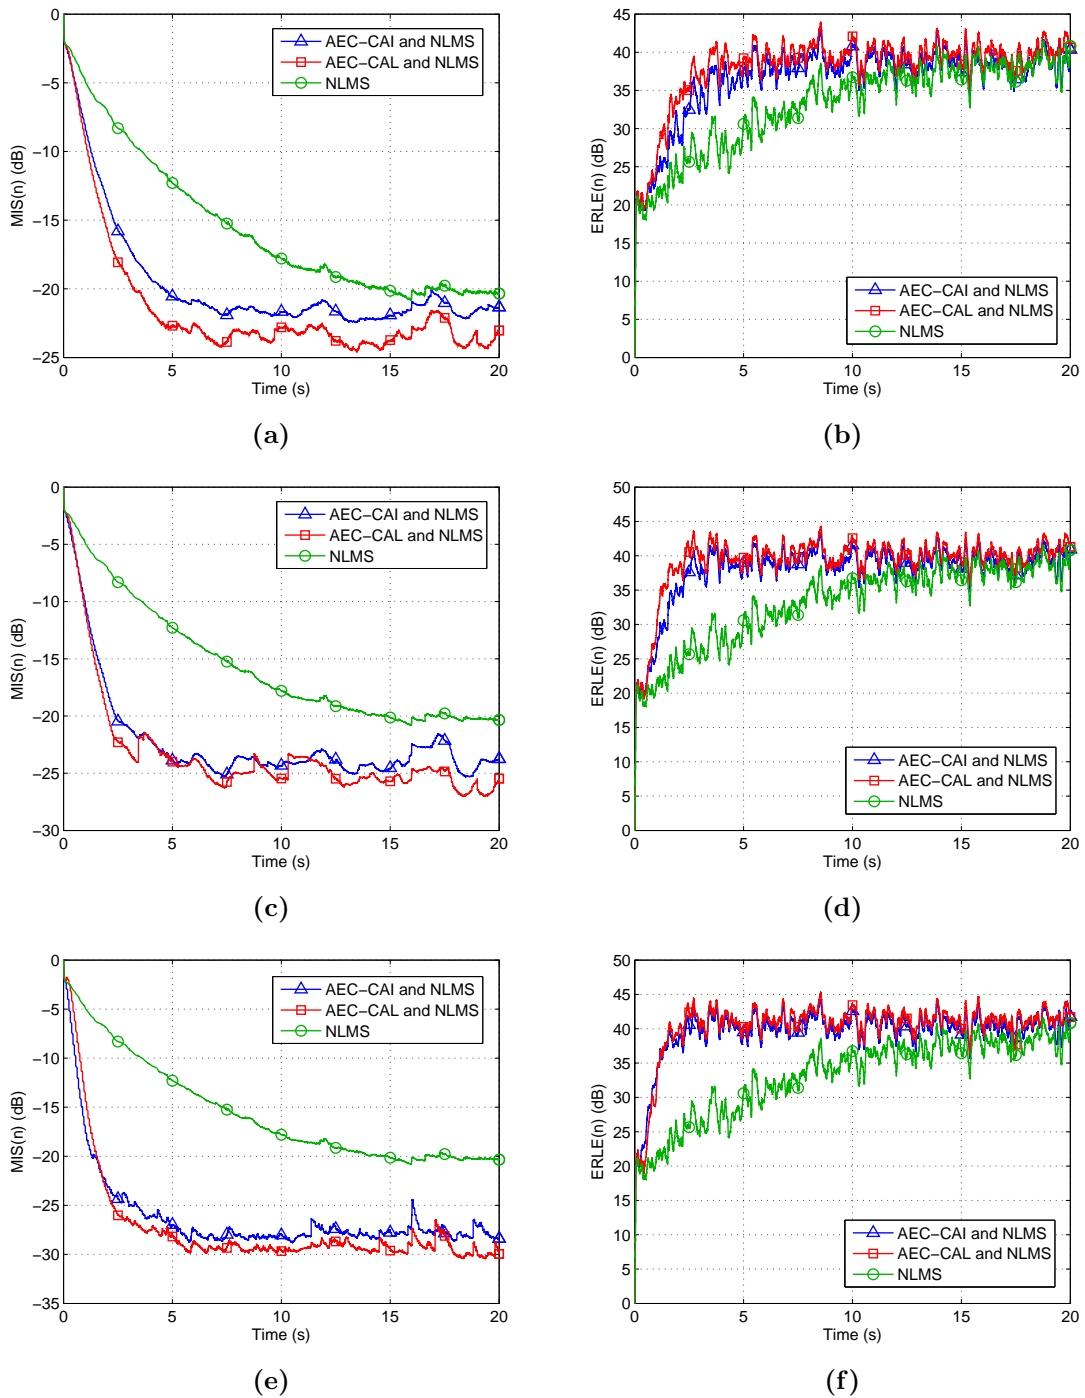 0
−5
−10
−15
−20
−25
0
5
10
15
20
MIS(n) (dB)
Time (s)
AEC−CAI and NLMS
AEC−CAL and NLMS
NLMS
(a)
45
40
35
30
25
20
15
10
5
0
0
5
10
15
20
ERLE(n) (dB)
Time (s)
AEC−CAI and NLMS
AEC−CAL and NLMS
NLMS
(b)
0
−5
−10
−15
−20
−25
−30
0
5
10
15
20
MIS(n) (dB)
Time (s)
AEC−CAI and NLMS
AEC−CAL and NLMS
NLMS
(c)
50
45
40
35
30
25
20
15
10
5
0
0
5
10
15
20
ERLE(n) (dB)
Time (s)
AEC−CAI and NLMS
AEC−CAL and NLMS
NLMS
(d)
0
−5
−10
−15
−20
−25
−30
−35
0
5
10
15
20
MIS(n) (dB)
Time (s)
AEC−CAI and NLMS
AEC−CAL and NLMS
NLMS
(e)
50
45
40
35
30
25
20
15
10
5
0
0
5
10
15
20
ERLE(n) (dB)
Time (s)
AEC−CAI and NLMS
AEC−CAL and NLMS
NLMS
(f)